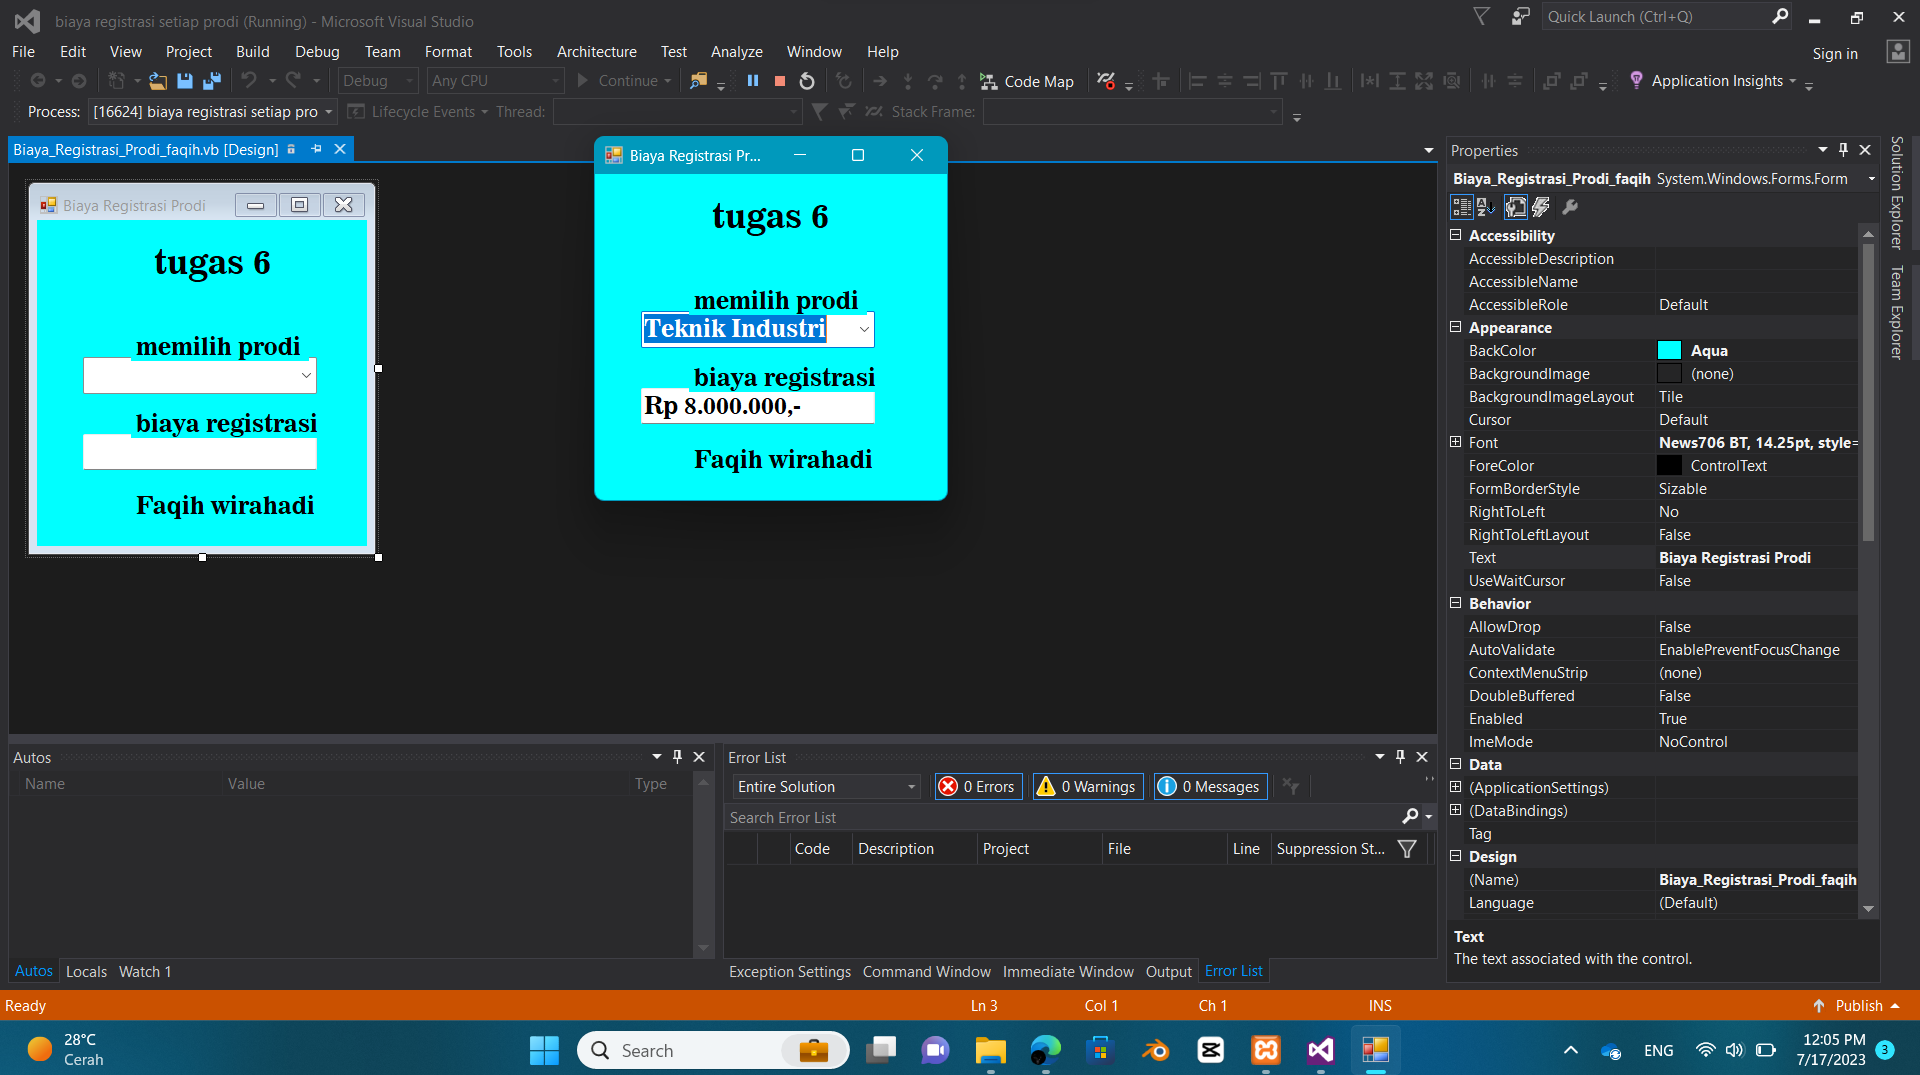 biaya registrasi setiap prodi (Running) - Microsoft Visual Studio
Quick Launch (Ctrl+Q)
File Edit View Project Build Debug Team Format Tools Architecture Test Analyze Window Help
Sign in
Debug Any CPU Continue Code Map Application Insights
Process: [16624] biaya registrasi setiap pro Lifecycle Events Thread: Stack Frame:
Biaya_Registrasi_Prodi_faqih.vb [Design]
Biaya Registrasi Prodi
tugas 6
memilih prodi
biaya registrasi
Faqih wirahadi
Biaya Registrasi Pr...
tugas 6
memilih prodi
Teknik Industri
biaya registrasi
Rp 8.000.000,-
Faqih wirahadi
Properties
Biaya_Registrasi_Prodi_faqih System.Windows.Forms.Form
Accessibility
AccessibleDescription
AccessibleName
AccessibleRole Default
Appearance
BackColor Aqua
BackgroundImage (none)
BackgroundImageLayout Tile
Cursor Default
Font News706 BT, 14.25pt, style=
ForeColor ControlText
FormBorderStyle Sizable
RightToLeft No
RightToLeftLayout False
Text Biaya Registrasi Prodi
UseWaitCursor False
Behavior
AllowDrop False
AutoValidate EnablePreventFocusChange
ContextMenuStrip (none)
DoubleBuffered False
Enabled True
ImeMode NoControl
Data
(ApplicationSettings)
(DataBindings)
Tag
Design
(Name) Biaya_Registrasi_Prodi_faqih
Language (Default)
Text
The text associated with the control.
Solution Explorer
Team Explorer
Autos
Name Value Type
Autos Locals Watch 1
Error List
Entire Solution 0 Errors 0 Warnings 0 Messages
Search Error List
Code Description Project File Line Suppression St...
Exception Settings Command Window Immediate Window Output Error List
Ready Ln 3 Col 1 Ch 1 INS Publish
28°C
Cerah
Search
ENG
12:05 PM
7/17/2023
3